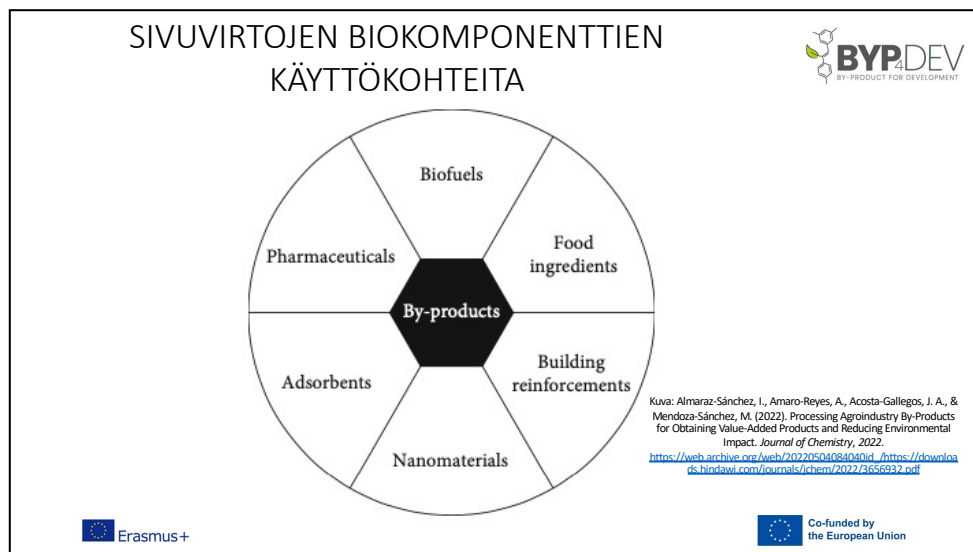 SIVUVIRTOJEN BIOKOMPONENTTIEN
KÄYTTÖKOHTEITA
BYP4DEV
BY-PRODUCT FOR DEVELOPMENT
Biofuels
Pharmaceuticals
Food
ingredients
By-products
Adsorbents
Building
reinforcements
Nanomaterials
Kuva: Almaraz-Sánchez, I., Amaro-Reyes, A., Acosta-Gallegos, J. A., &
Mendoza-Sánchez, M. (2022). Processing Agroindustry By-Products
for Obtaining Value-Added Products and Reducing Environmental
Impact. Journal of Chemistry, 2022.
https://web.archive.org/web/20220504084040id_/https://downloa
ds.hindawi.com/journals/jchem/2022/3656932.pdf
Erasmus+
Co-funded by
the European Union